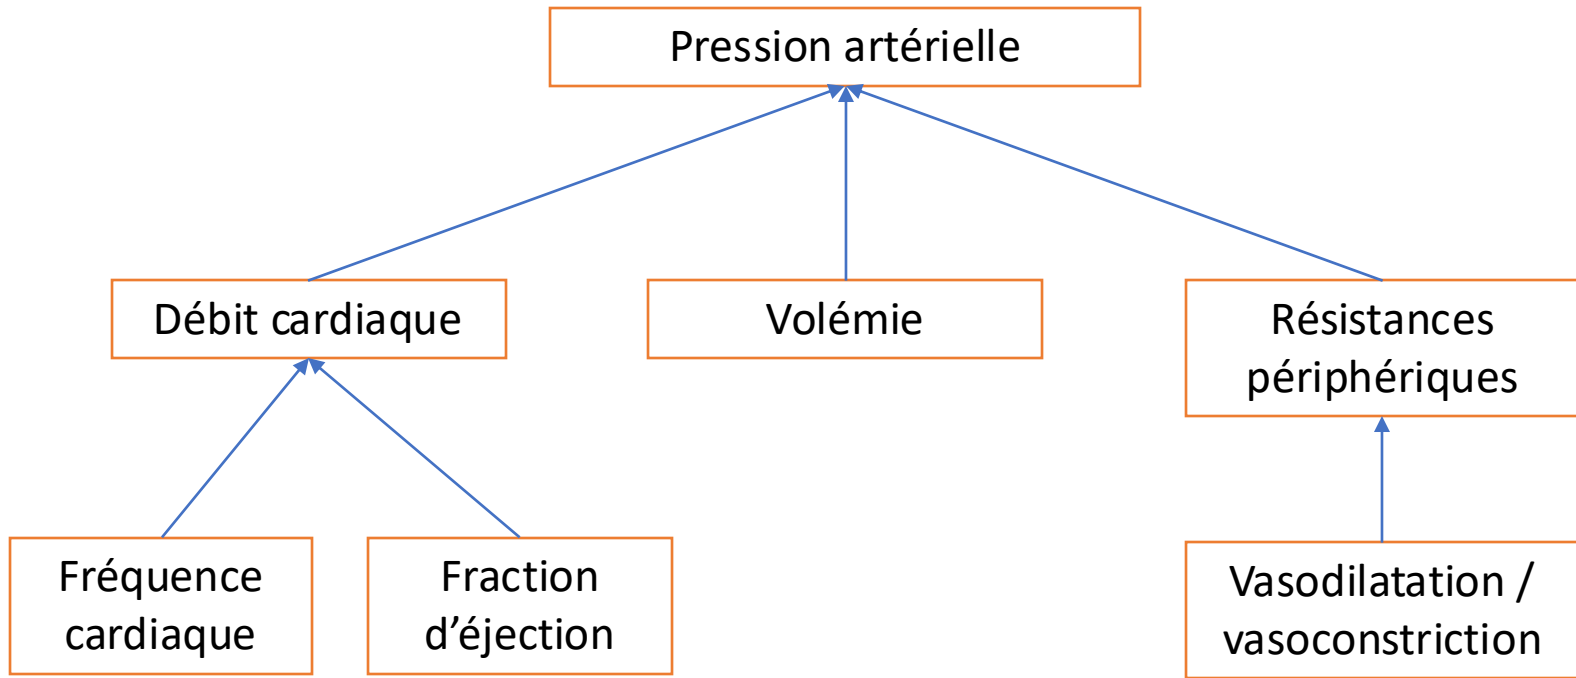 Pression artérielle
Débit cardiaque
Volémie
Résistances
périphériques
Fréquence
cardiaque
Fraction
d’éjection
Vasodilatation /
vasoconstriction